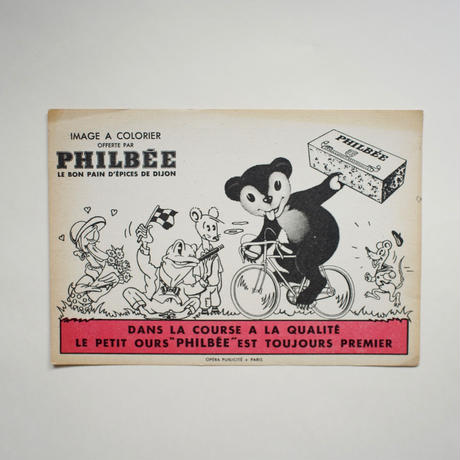 IMAGE A COLORIER
OFFERTE PAR
PHILBÉE
LE BON PAIN D'ÉPICES DE DIJON
PHILBÉE
DANS LA COURSE A LA QUALITÉ
LE PETIT OURS "PHILBÉE" EST TOUJOURS PREMIER
OPÉRA PUBLICITÉ • PARIS